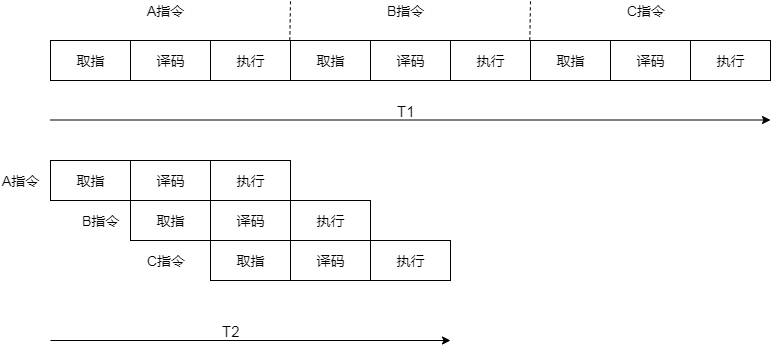 A指令 B指令 C指令
取指 译码 执行 取指 译码 执行 取指 译码 执行
T1
A指令 取指 译码 执行
B指令 取指 译码 执行
C指令 取指 译码 执行
T2